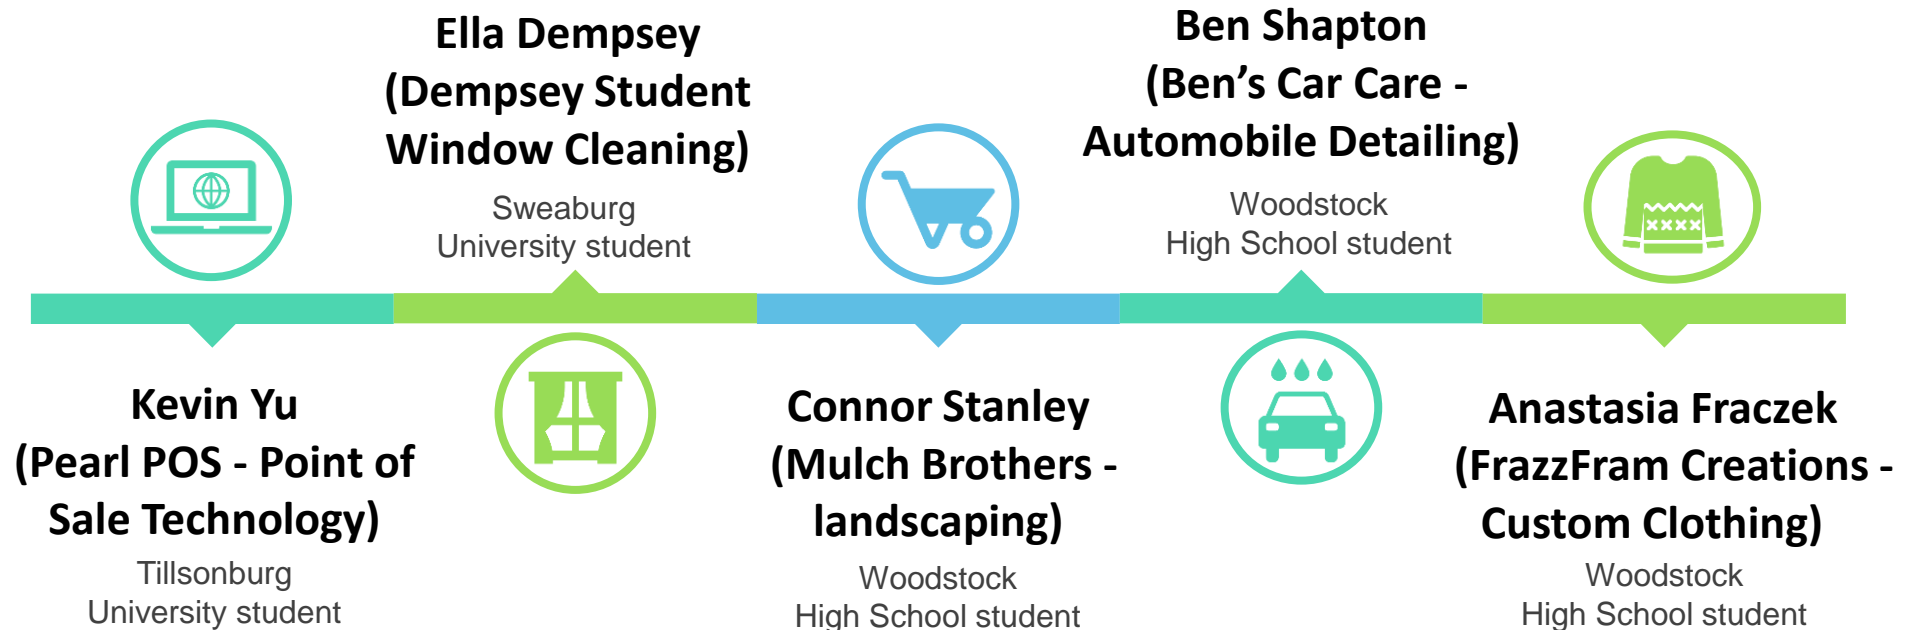 Kevin Yu
(Pearl POS - Point of
Sale Technology)
Tillsonburg
University student
Ella Dempsey
(Dempsey Student
Window Cleaning)
Sweaburg
University student
Connor Stanley
(Mulch Brothers -
landscaping)
Woodstock
High School student
Ben Shapton
(Ben’s Car Care -
Automobile Detailing)
Woodstock
High School student
Anastasia Fraczek
(FrazzFram Creations -
Custom Clothing)
Woodstock
High School student